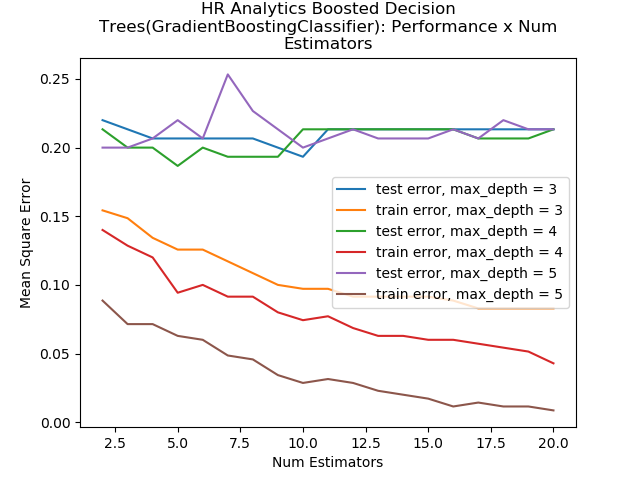 HR Analytics Boosted Decision
Trees(GradientBoostingClassifier): Performance x Num
Estimators
Mean Square Error
0.25
0.20
0.15
0.10
0.05
0.00
test error, max_depth = 3
train error, max_depth = 3
test error, max_depth = 4
train error, max_depth = 4
test error, max_depth = 5
train error, max_depth = 5
2.5 5.0 7.5 10.0 12.5 15.0 17.5 20.0
Num Estimators